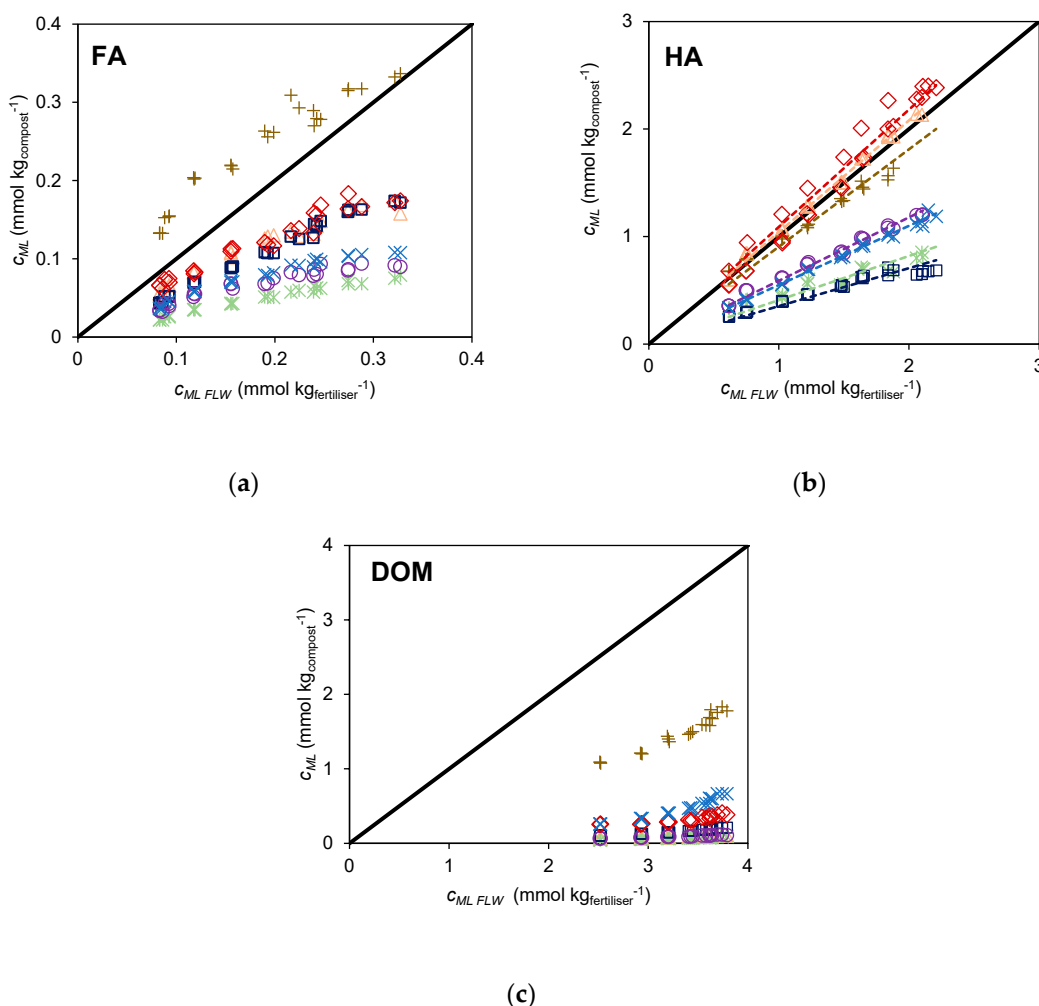 FA
0.4
0.3
0.2
0.1
0
0 0.1 0.2 0.3 0.4
c_ML (mmol kg_compost^-1)
c_ML FLW (mmol kg_fertiliser^-1)
(a)
HA
3
2
1
0
0 1 2 3
c_ML (mmol kg_compost^-1)
c_ML FLW (mmol kg_fertiliser^-1)
(b)
DOM
4
3
2
1
0
0 1 2 3 4
c_ML (mmol kg_compost^-1)
c_ML FLW (mmol kg_fertiliser^-1)
(c)